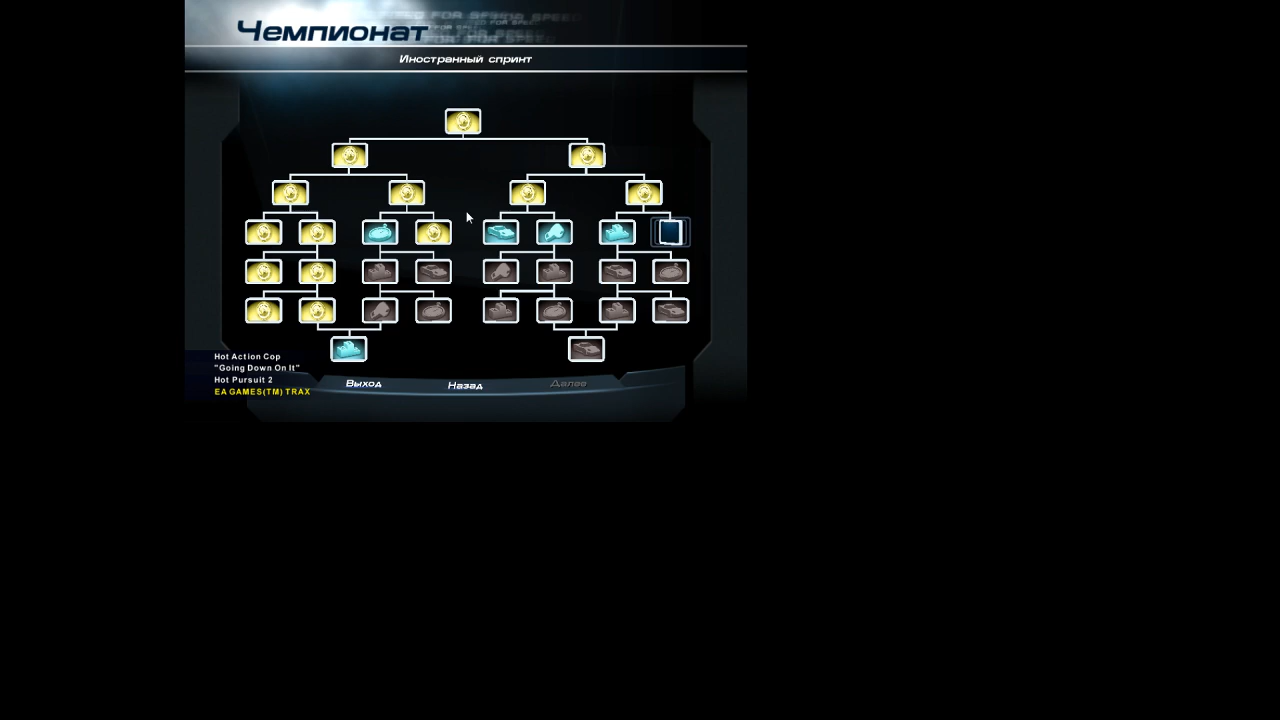 Чемпионат
Иностранный спринт
Hot Action Cop
"Going Down On It"
Hot Pursuit 2
EA GAMES(TM) TRAX
Выход
Назад
Далее